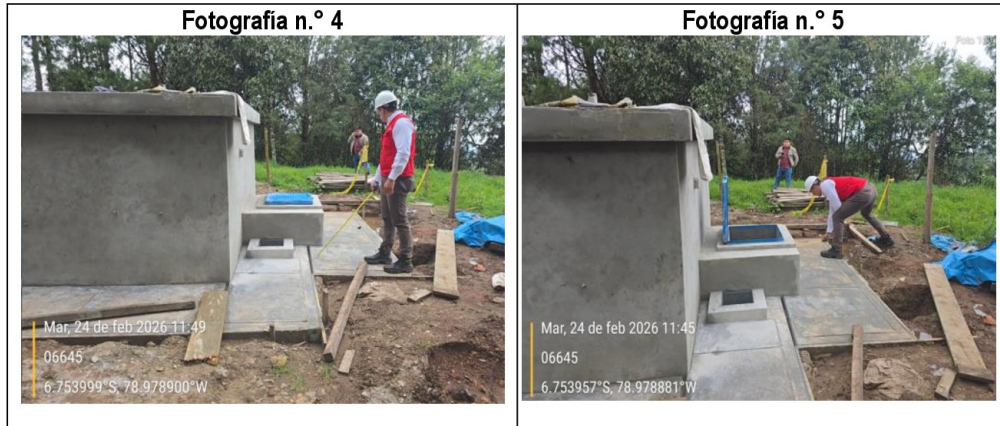 Fotografía n.° 4
Mar, 24 de feb 2026 11:49
06645
6.753999°S, 78.978900°W
Fotografía n.° 5
Mar, 24 de feb 2026 11:45
06645
6.753957°S, 78.978881°W